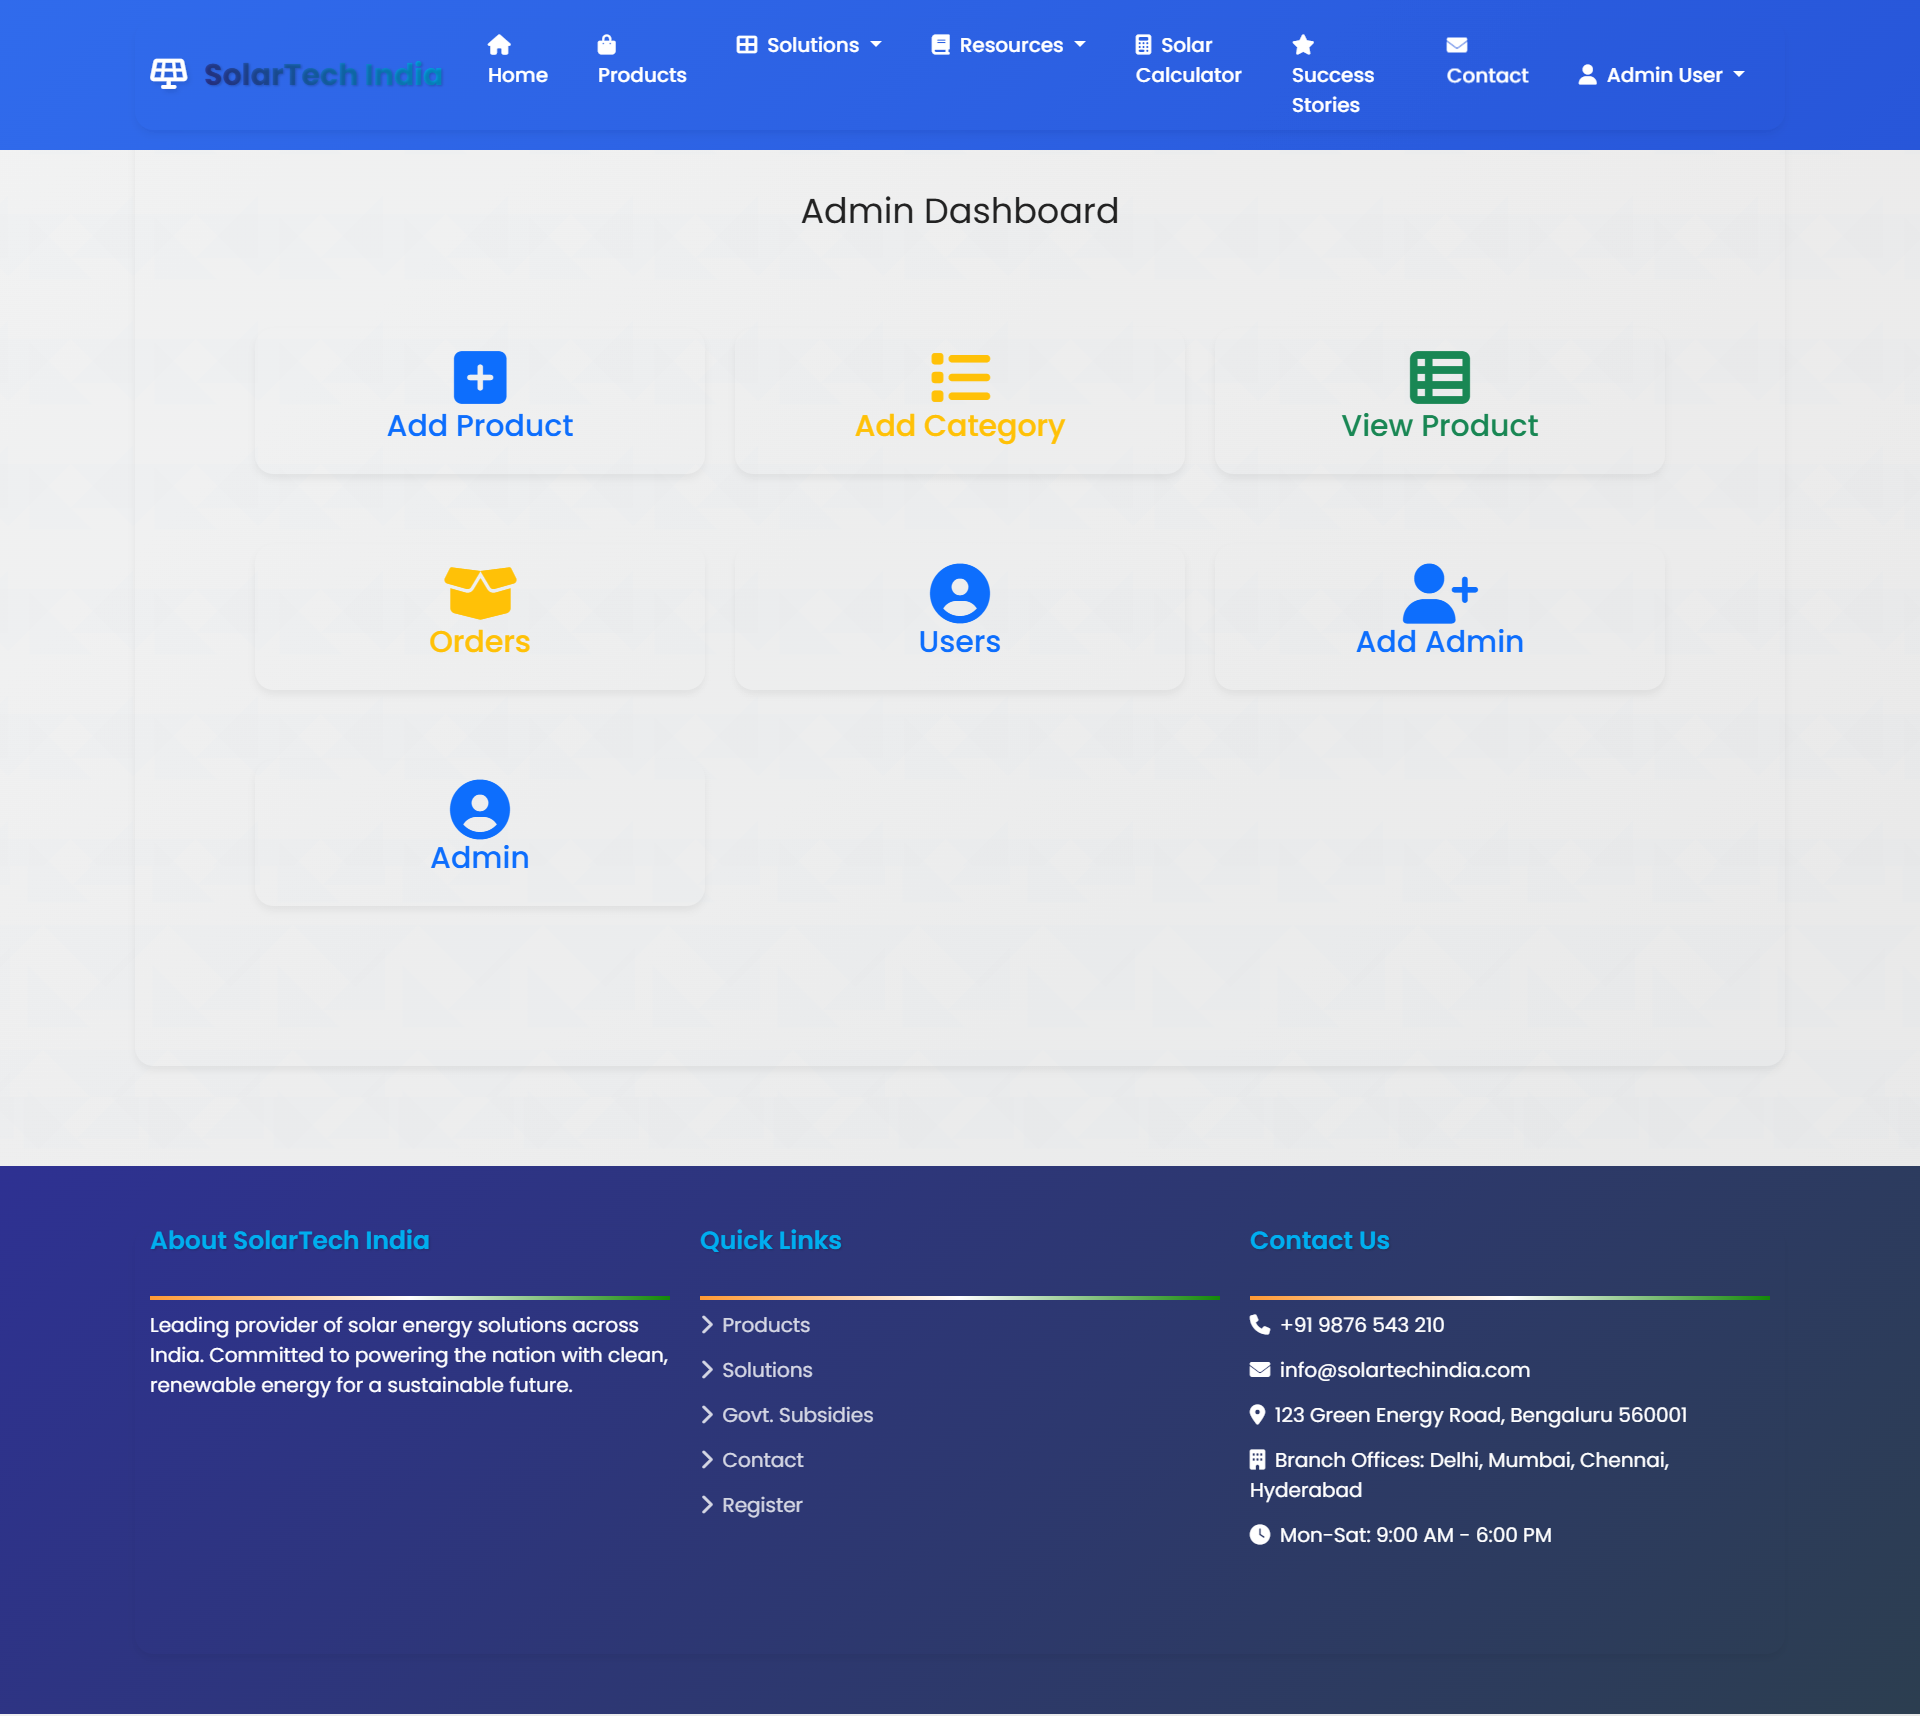 SolarTech India
Home
Products
Solutions
Resources
Solar
Calculator
Success
Stories
Contact
Admin User
Admin Dashboard
Add Product
Add Category
View Product
Orders
Users
Add Admin
Admin
About SolarTech India
Leading provider of solar energy solutions across
India. Committed to powering the nation with clean,
renewable energy for a sustainable future.
Quick Links
Products
Solutions
Govt. Subsidies
Contact
Register
Contact Us
+91 9876 543 210
info@solartechindia.com
123 Green Energy Road, Bengaluru 560001
Branch Offices: Delhi, Mumbai, Chennai,
Hyderabad
Mon-Sat: 9:00 AM - 6:00 PM